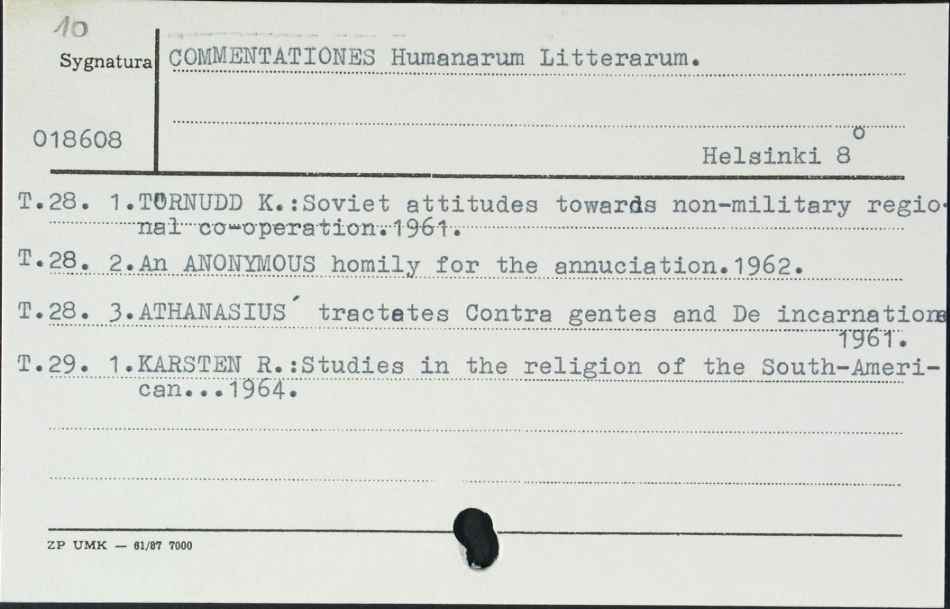 10
Sygnatura
COMMENTATIONES Humanarum Litterarum.
018608
Helsinki 8°
T.28. 1.TÖRNUDD K.:Soviet attitudes towards non-military regio-
nal co-operation.1961.
T.28. 2.An ANONYMOUS homily for the annuciation.1962.
T.28. 3.ATHANASIUS´ tractates Contra gentes and De incarnatione
1961.
T.29. 1.KARSTEN R.:Studies in the religion of the South-Ameri-
can...1964.
ZP UMK — 61/87 7000